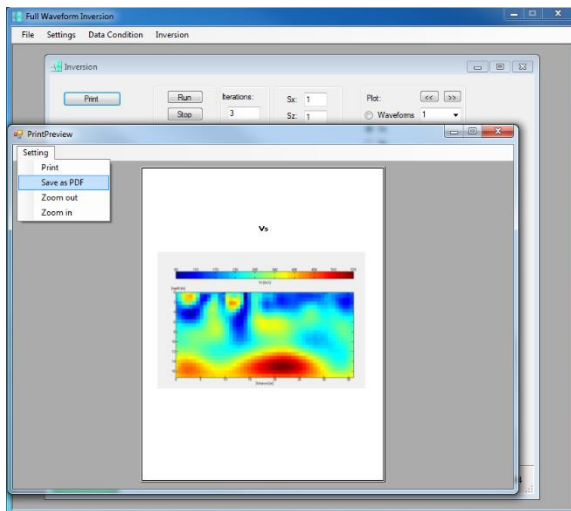 Full Waveform Inversion
File Settings Data Condition Inversion
Inversion
Print Run Iterations: Sx: 1 Plot: << >>
Stop 3 Sz: 1 Waveforms 1
PrintPreview
Setting
Print
Save as PDF
Zoom out
Zoom in
Vs